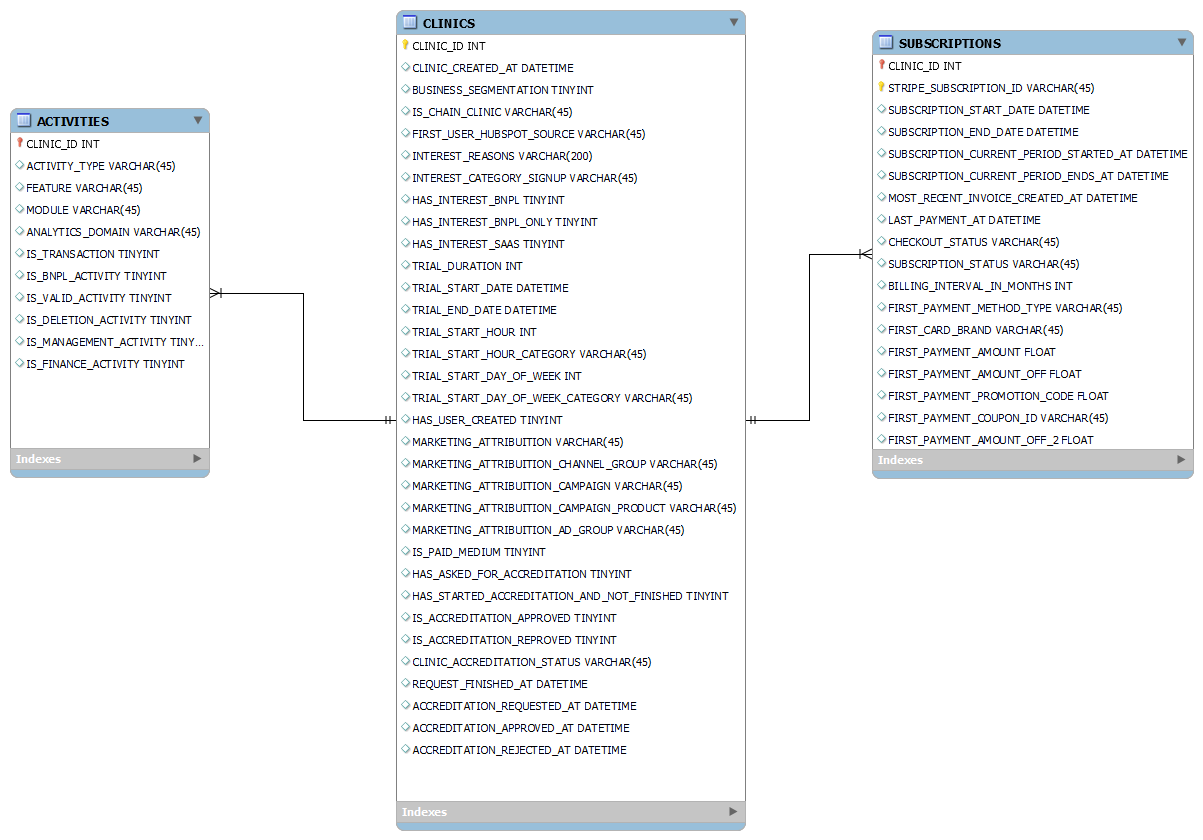 ACTIVITIES
CLINIC_ID INT
ACTIVITY_TYPE VARCHAR(45)
FEATURE VARCHAR(45)
MODULE VARCHAR(45)
ANALYTICS_DOMAIN VARCHAR(45)
IS_TRANSACTION TINYINT
IS_BNPL_ACTIVITY TINYINT
IS_VALID_ACTIVITY TINYINT
IS_DELETION_ACTIVITY TINYINT
IS_MANAGEMENT_ACTIVITY TINY...
IS_FINANCE_ACTIVITY TINYINT
Indexes
CLINICS
CLINIC_ID INT
CLINIC_CREATED_AT DATETIME
BUSINESS_SEGMENTATION TINYINT
IS_CHAIN_CLINIC VARCHAR(45)
FIRST_USER_HUBSPOT_SOURCE VARCHAR(45)
INTEREST_REASONS VARCHAR(200)
INTEREST_CATEGORY_SIGNUP VARCHAR(45)
HAS_INTEREST_BNPL TINYINT
HAS_INTEREST_BNPL_ONLY TINYINT
HAS_INTEREST_SAAS TINYINT
TRIAL_DURATION INT
TRIAL_START_DATE DATETIME
TRIAL_END_DATE DATETIME
TRIAL_START_HOUR INT
TRIAL_START_HOUR_CATEGORY VARCHAR(45)
TRIAL_START_DAY_OF_WEEK INT
TRIAL_START_DAY_OF_WEEK_CATEGORY VARCHAR(45)
HAS_USER_CREATED TINYINT
MARKETING_ATTRIBUITION VARCHAR(45)
MARKETING_ATTRIBUITION_CHANNEL_GROUP VARCHAR(45)
MARKETING_ATTRIBUITION_CAMPAIGN VARCHAR(45)
MARKETING_ATTRIBUITION_CAMPAIGN_PRODUCT VARCHAR(45)
MARKETING_ATTRIBUITION_AD_GROUP VARCHAR(45)
IS_PAID_MEDIUM TINYINT
HAS_ASKED_FOR_ACCREDITATION TINYINT
HAS_STARTED_ACCREDITATION_AND_NOT_FINISHED TINYINT
IS_ACCREDITATION_APPROVED TINYINT
IS_ACCREDITATION_REPROVED TINYINT
CLINIC_ACCREDITATION_STATUS VARCHAR(45)
REQUEST_FINISHED_AT DATETIME
ACCREDITATION_REQUESTED_AT DATETIME
ACCREDITATION_APPROVED_AT DATETIME
ACCREDITATION_REJECTED_AT DATETIME
Indexes
SUBSCRIPTIONS
CLINIC_ID INT
STRIPE_SUBSCRIPTION_ID VARCHAR(45)
SUBSCRIPTION_START_DATE DATETIME
SUBSCRIPTION_END_DATE DATETIME
SUBSCRIPTION_CURRENT_PERIOD_STARTED_AT DATETIME
SUBSCRIPTION_CURRENT_PERIOD_ENDS_AT DATETIME
MOST_RECENT_INVOICE_CREATED_AT DATETIME
LAST_PAYMENT_AT DATETIME
CHECKOUT_STATUS VARCHAR(45)
SUBSCRIPTION_STATUS VARCHAR(45)
BILLING_INTERVAL_IN_MONTHS INT
FIRST_PAYMENT_METHOD_TYPE VARCHAR(45)
FIRST_CARD_BRAND VARCHAR(45)
FIRST_PAYMENT_AMOUNT FLOAT
FIRST_PAYMENT_AMOUNT_OFF FLOAT
FIRST_PAYMENT_PROMOTION_CODE FLOAT
FIRST_PAYMENT_COUPON_ID VARCHAR(45)
FIRST_PAYMENT_AMOUNT_OFF_2 FLOAT
Indexes